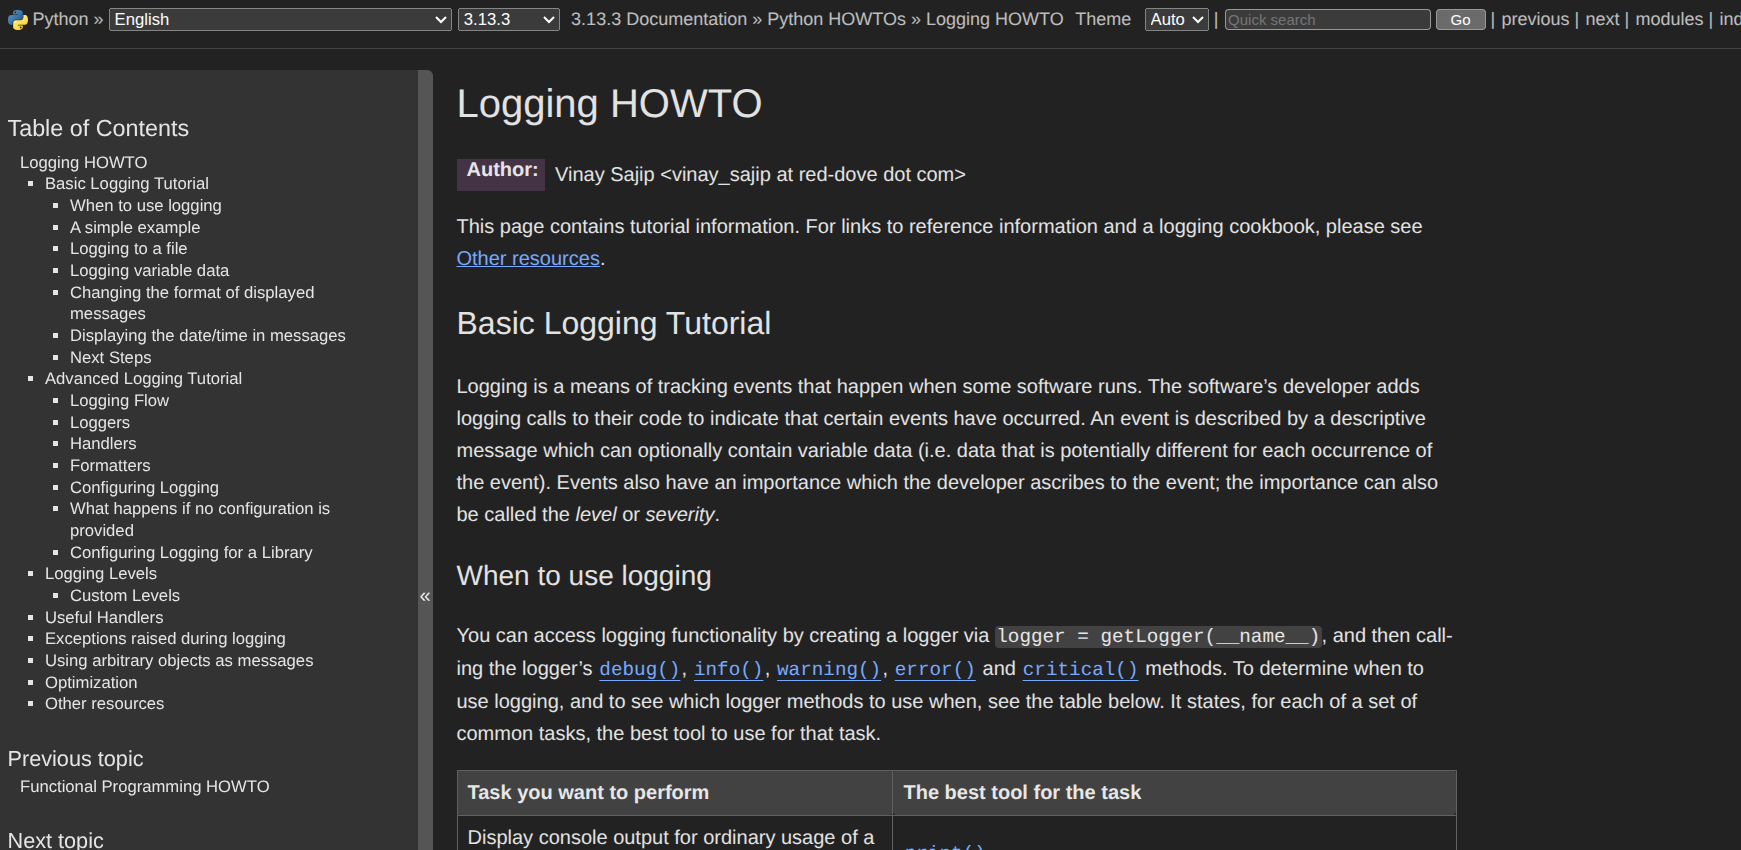 Python » English 3.13.3 3.13.3 Documentation » Python HOWTOs » Logging HOWTO Theme Auto | Quick search Go | previous | next | modules |
Table of Contents
Logging HOWTO
Basic Logging Tutorial
When to use logging
A simple example
Logging to a file
Logging variable data
Changing the format of displayed
messages
Displaying the date/time in messages
Next Steps
Advanced Logging Tutorial
Logging Flow
Loggers
Handlers
Formatters
Configuring Logging
What happens if no configuration is
provided
Configuring Logging for a Library
Logging Levels
Custom Levels
Useful Handlers
Exceptions raised during logging
Using arbitrary objects as messages
Optimization
Other resources
Previous topic
Functional Programming HOWTO
Next topic
«
Logging HOWTO
Author: Vinay Sajip <vinay_sajip at red-dove dot com>
This page contains tutorial information. For links to reference information and a logging cookbook, please see
Other resources.
Basic Logging Tutorial
Logging is a means of tracking events that happen when some software runs. The software’s developer adds
logging calls to their code to indicate that certain events have occurred. An event is described by a descriptive
message which can optionally contain variable data (i.e. data that is potentially different for each occurrence of
the event). Events also have an importance which the developer ascribes to the event; the importance can also
be called the level or severity.
When to use logging
You can access logging functionality by creating a logger via logger = getLogger(__name__), and then call-
ing the logger’s debug(), info(), warning(), error() and critical() methods. To determine when to
use logging, and to see which logger methods to use when, see the table below. It states, for each of a set of
common tasks, the best tool to use for that task.
Task you want to perform The best tool for the task
Display console output for ordinary usage of a
print()